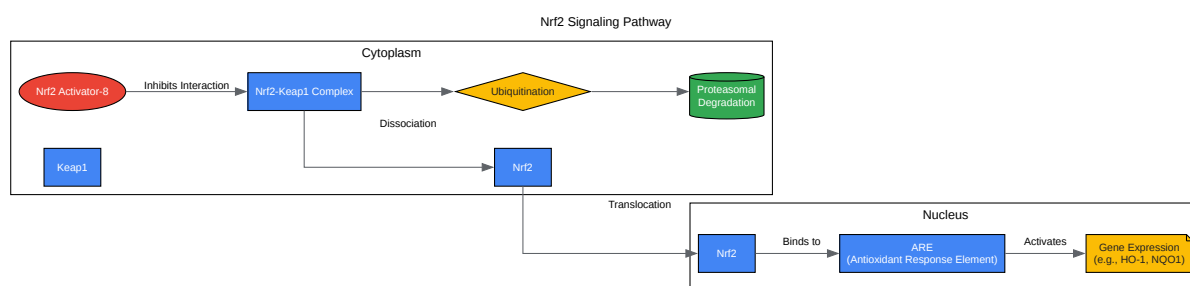 Nrf2 Signaling Pathway
Cytoplasm
Nrf2 Activator-8
Inhibits Interaction
Nrf2-Keap1 Complex
Ubiquitination
Proteasomal
Degradation
Dissociation
Keap1
Nrf2
Translocation
Nucleus
Nrf2
Binds to
ARE
(Antioxidant Response Element)
Activates
Gene Expression
(e.g., HO-1, NQO1)